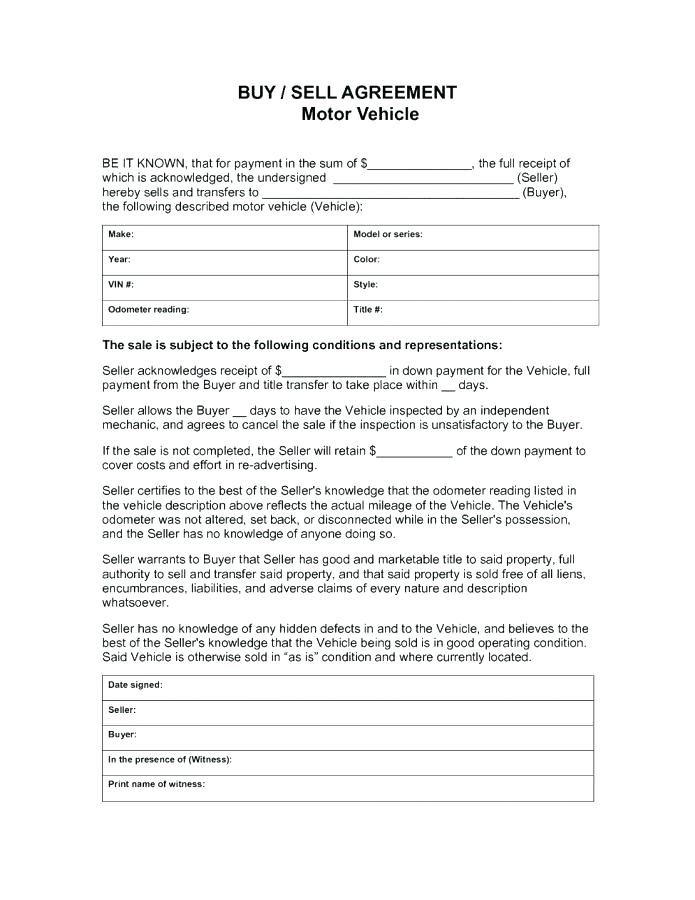 BUY / SELL AGREEMENT
Motor Vehicle
BE IT KNOWN, that for payment in the sum of $_______________, the full receipt of
which is acknowledged, the undersigned __________________________ (Seller)
hereby sells and transfers to _____________________________________ (Buyer),
the following described motor vehicle (Vehicle):
Make: Model or series:
Year: Color:
VIN #: Style:
Odometer reading: Title #:
The sale is subject to the following conditions and representations:
Seller acknowledges receipt of $_______________ in down payment for the Vehicle, full
payment from the Buyer and title transfer to take place within __ days.
Seller allows the Buyer __ days to have the Vehicle inspected by an independent
mechanic, and agrees to cancel the sale if the inspection is unsatisfactory to the Buyer.
If the sale is not completed, the Seller will retain $___________ of the down payment to
cover costs and effort in re-advertising.
Seller certifies to the best of the Seller's knowledge that the odometer reading listed in
the vehicle description above reflects the actual mileage of the Vehicle. The Vehicle's
odometer was not altered, set back, or disconnected while in the Seller's possession,
and the Seller has no knowledge of anyone doing so.
Seller warrants to Buyer that Seller has good and marketable title to said property, full
authority to sell and transfer said property, and that said property is sold free of all liens,
encumbrances, liabilities, and adverse claims of every nature and description
whatsoever.
Seller has no knowledge of any hidden defects in and to the Vehicle, and believes to the
best of the Seller's knowledge that the Vehicle being sold is in good operating condition.
Said Vehicle is otherwise sold in “as is” condition and where currently located.
Date signed:
Seller:
Buyer:
In the presence of (Witness):
Print name of witness: